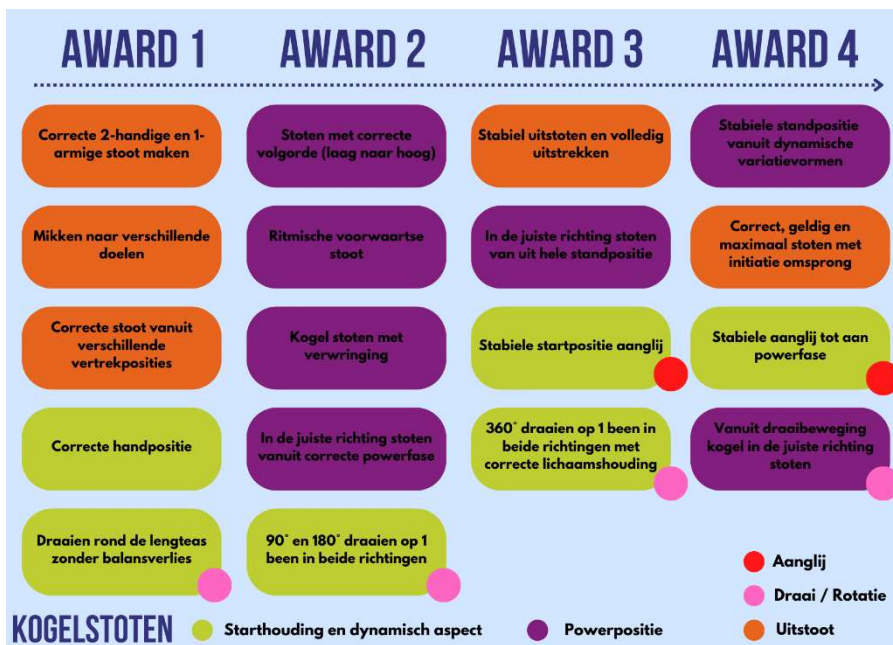 AWARD 1
AWARD 2
AWARD 3
AWARD 4
Correcte 2-handige en 1-
armige stoot maken
Stoten met correcte
volgorde (laag naar hoog)
Stabiel uitstoten en volledig
uitstrekken
Stabiele standpositie
vanuit dynamische
variatievormen
Mikken naar verschillende
doelen
Ritmische voorwaartse
stoot
In de juiste richting stoten
van uit hele standpositie
Correct, geldig en
maximaal stoten met
initiatie omsprong
Correcte stoot vanuit
verschillende
vertrekposities
Kogel stoten met
verwringing
Stabiele startpositie aanglij
Stabiele aanglij tot aan
powerfase
Correcte handpositie
In de juiste richting stoten
vanuit correcte powerfase
360° draaien op 1 been in
beide richtingen met
correcte lichaamshouding
Vanuit draaibeweging
kogel in de juiste richting
stoten
Draaien rond de lengteas
zonder balansverlies
90° en 180° draaien op 1
been in beide richtingen
Aanglij
Draai / Rotatie
KOGELSTOTEN
Starthouding en dynamisch aspect
Powerpositie
Uitstoot